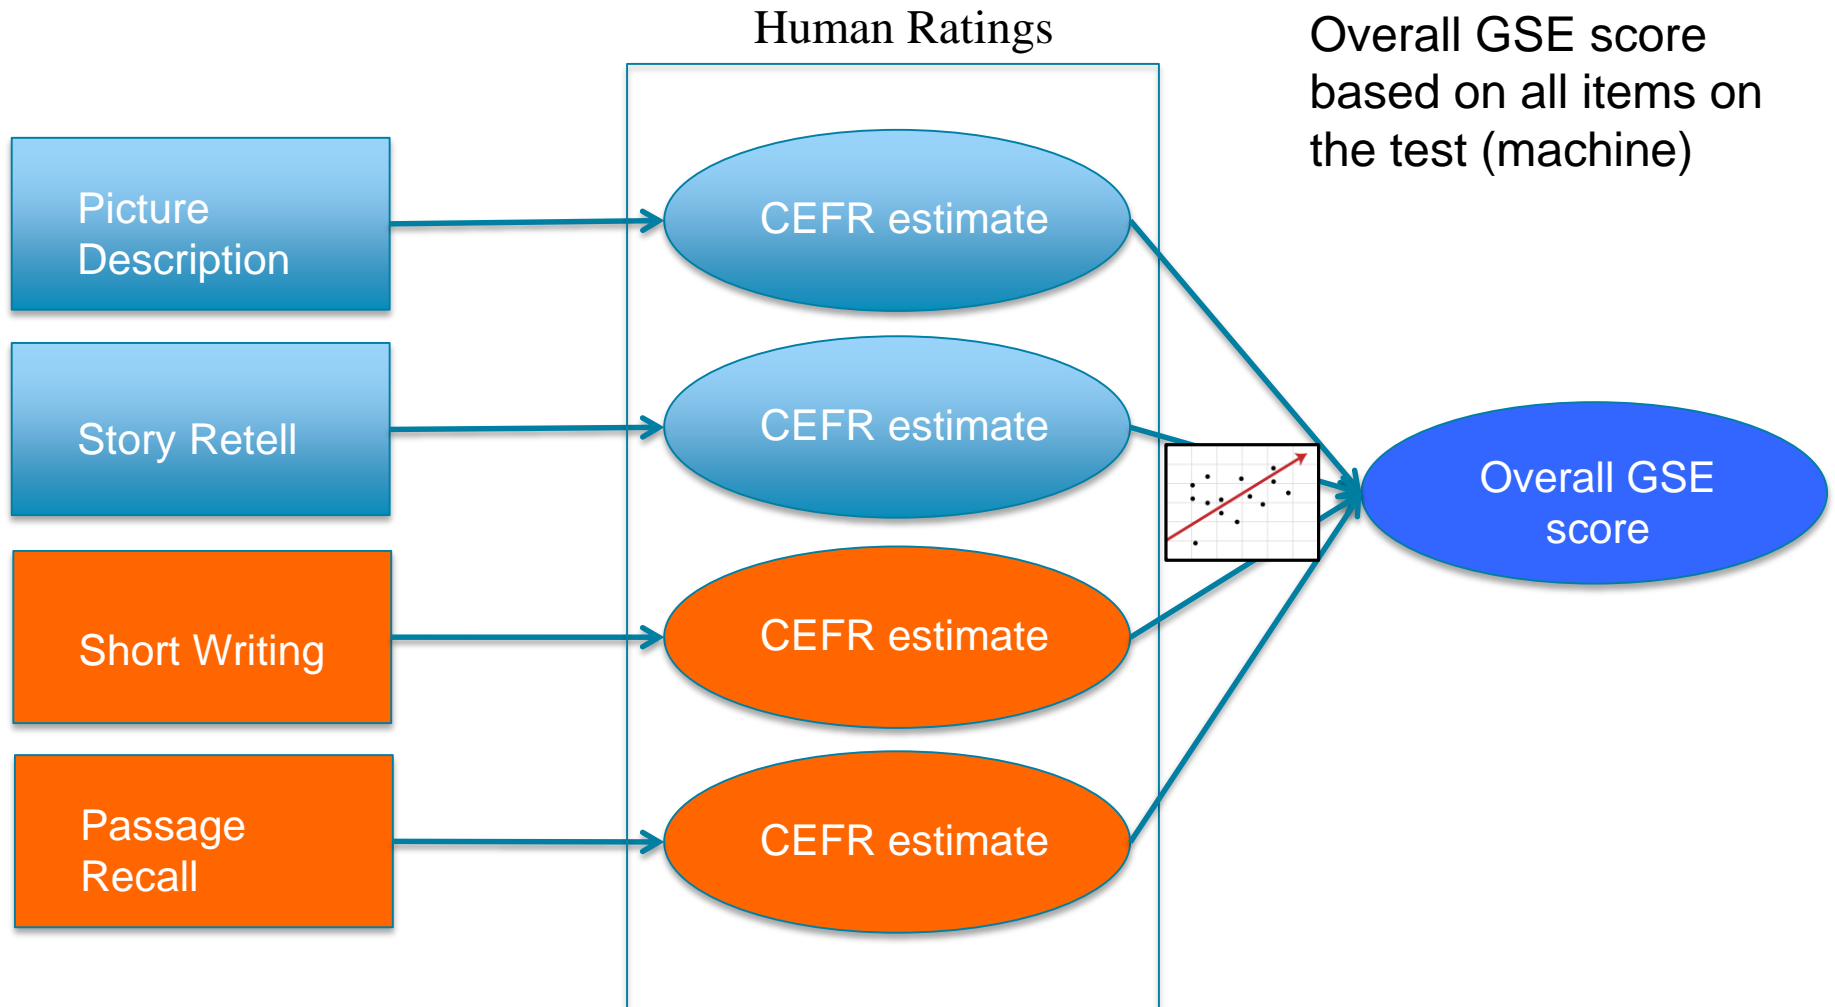 Human Ratings
Overall GSE score
based on all items on
the test (machine)
Picture
Description
CEFR estimate
Story Retell
CEFR estimate
Overall GSE
score
Short Writing
CEFR estimate
Passage
Recall
CEFR estimate